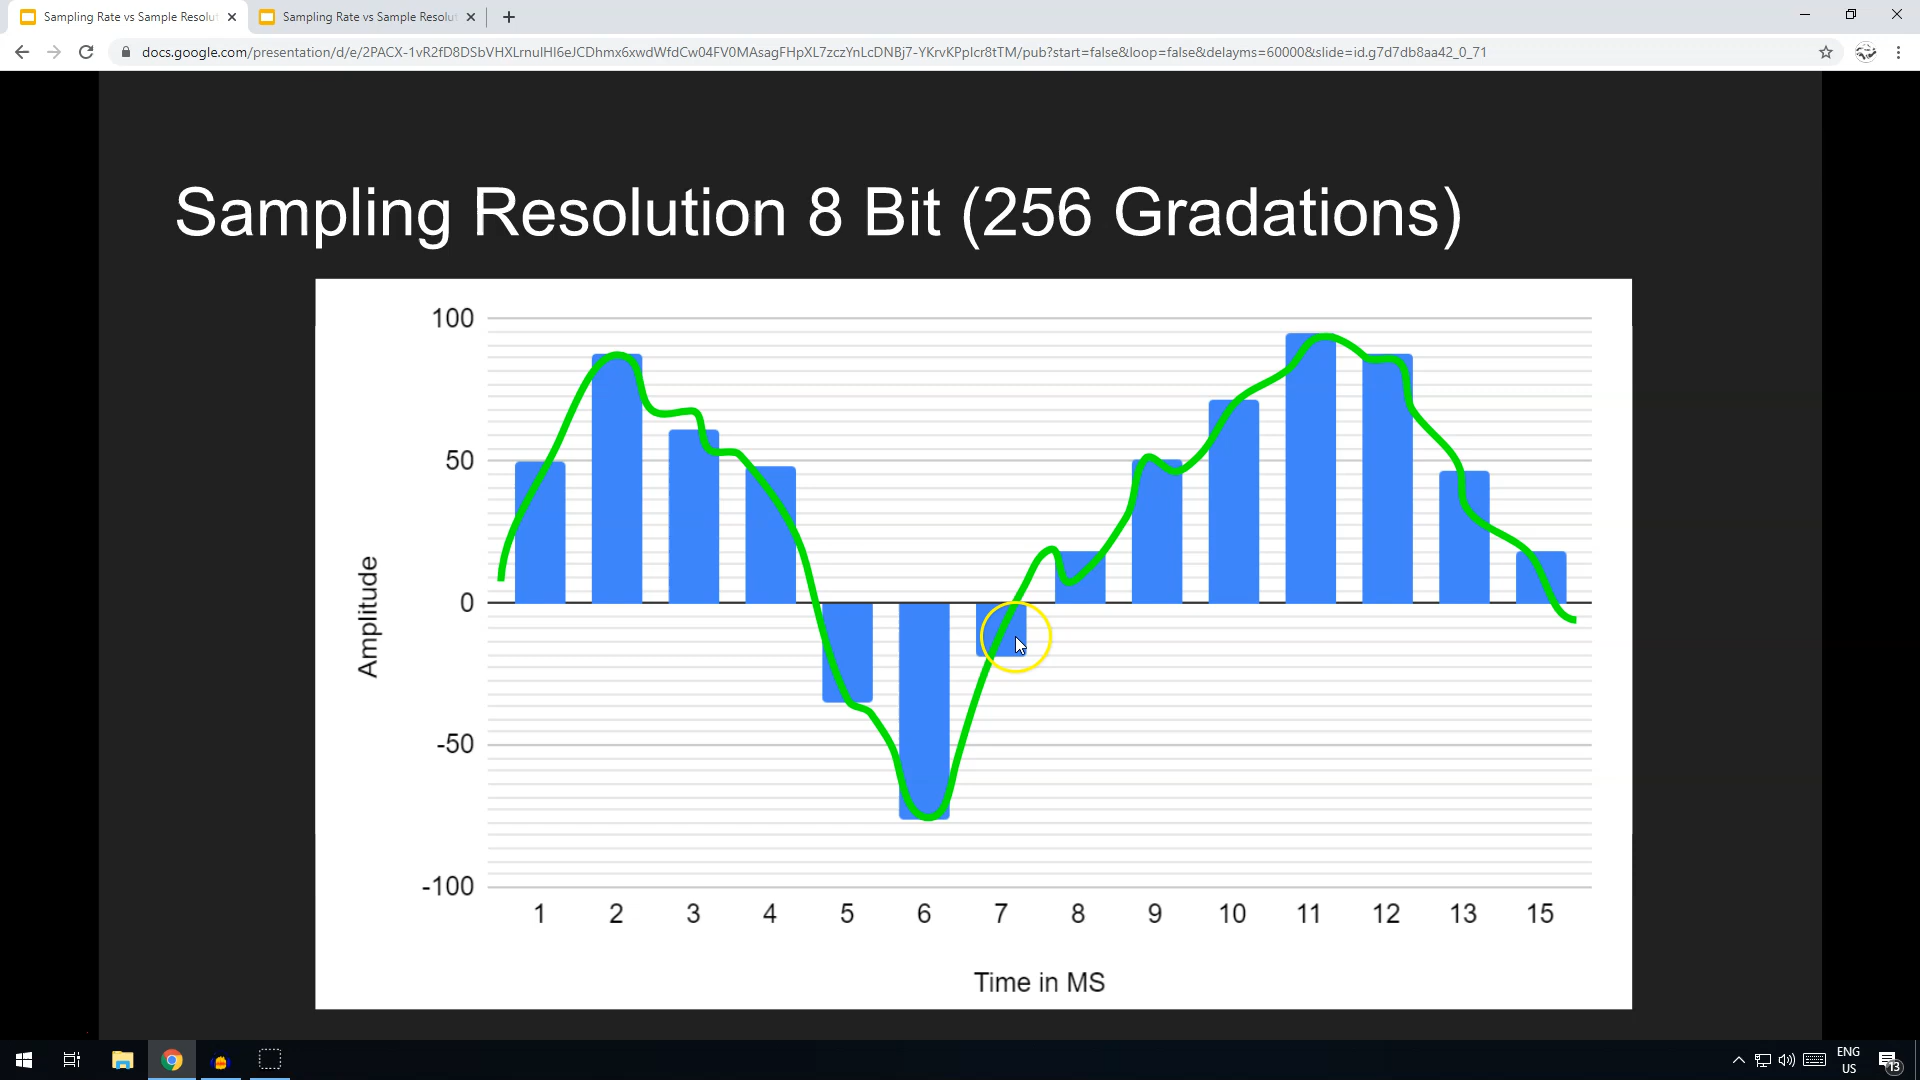 Sampling Rate vs Sample Resolut
Sampling Rate vs Sample Resolut
docs.google.com/presentation/d/e/2PACX-1vR2fD8DSbVHXLrnulHl6eJCDhmx6xwdWfdCw04FV0MAsagFHpXL7zczYnLcDNBj7-YKrvKPplcr8tTM/pub?start=false&loop=false&delayms=60000&slide=id.g7d7db8aa42_0_71
Sampling Resolution 8 Bit (256 Gradations)
100
50
0
-50
-100
Amplitude
1 2 3 4 5 6 7 8 9 10 11 12 13 15
Time in MS
ENG
US
13